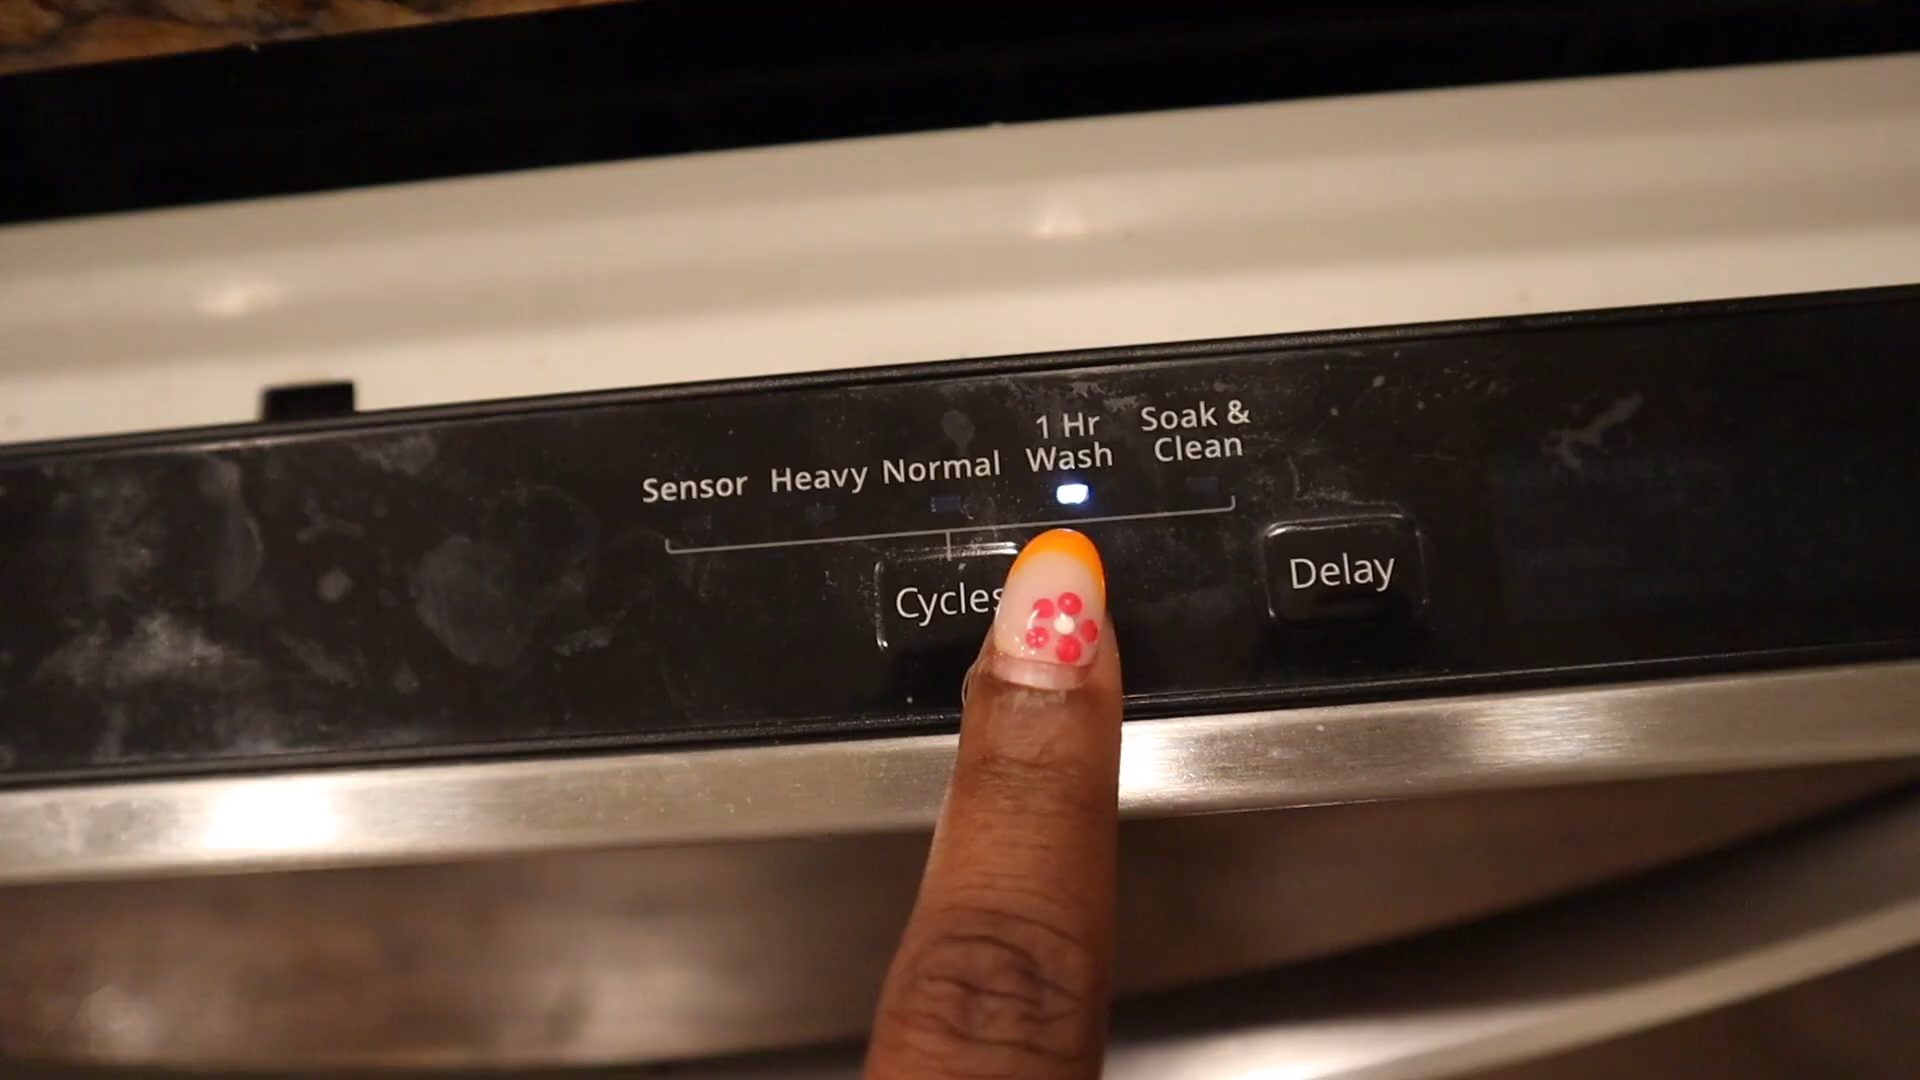 Sensor
Heavy
Normal
1 Hr
Wash
Soak &
Clean
Cycles
Delay